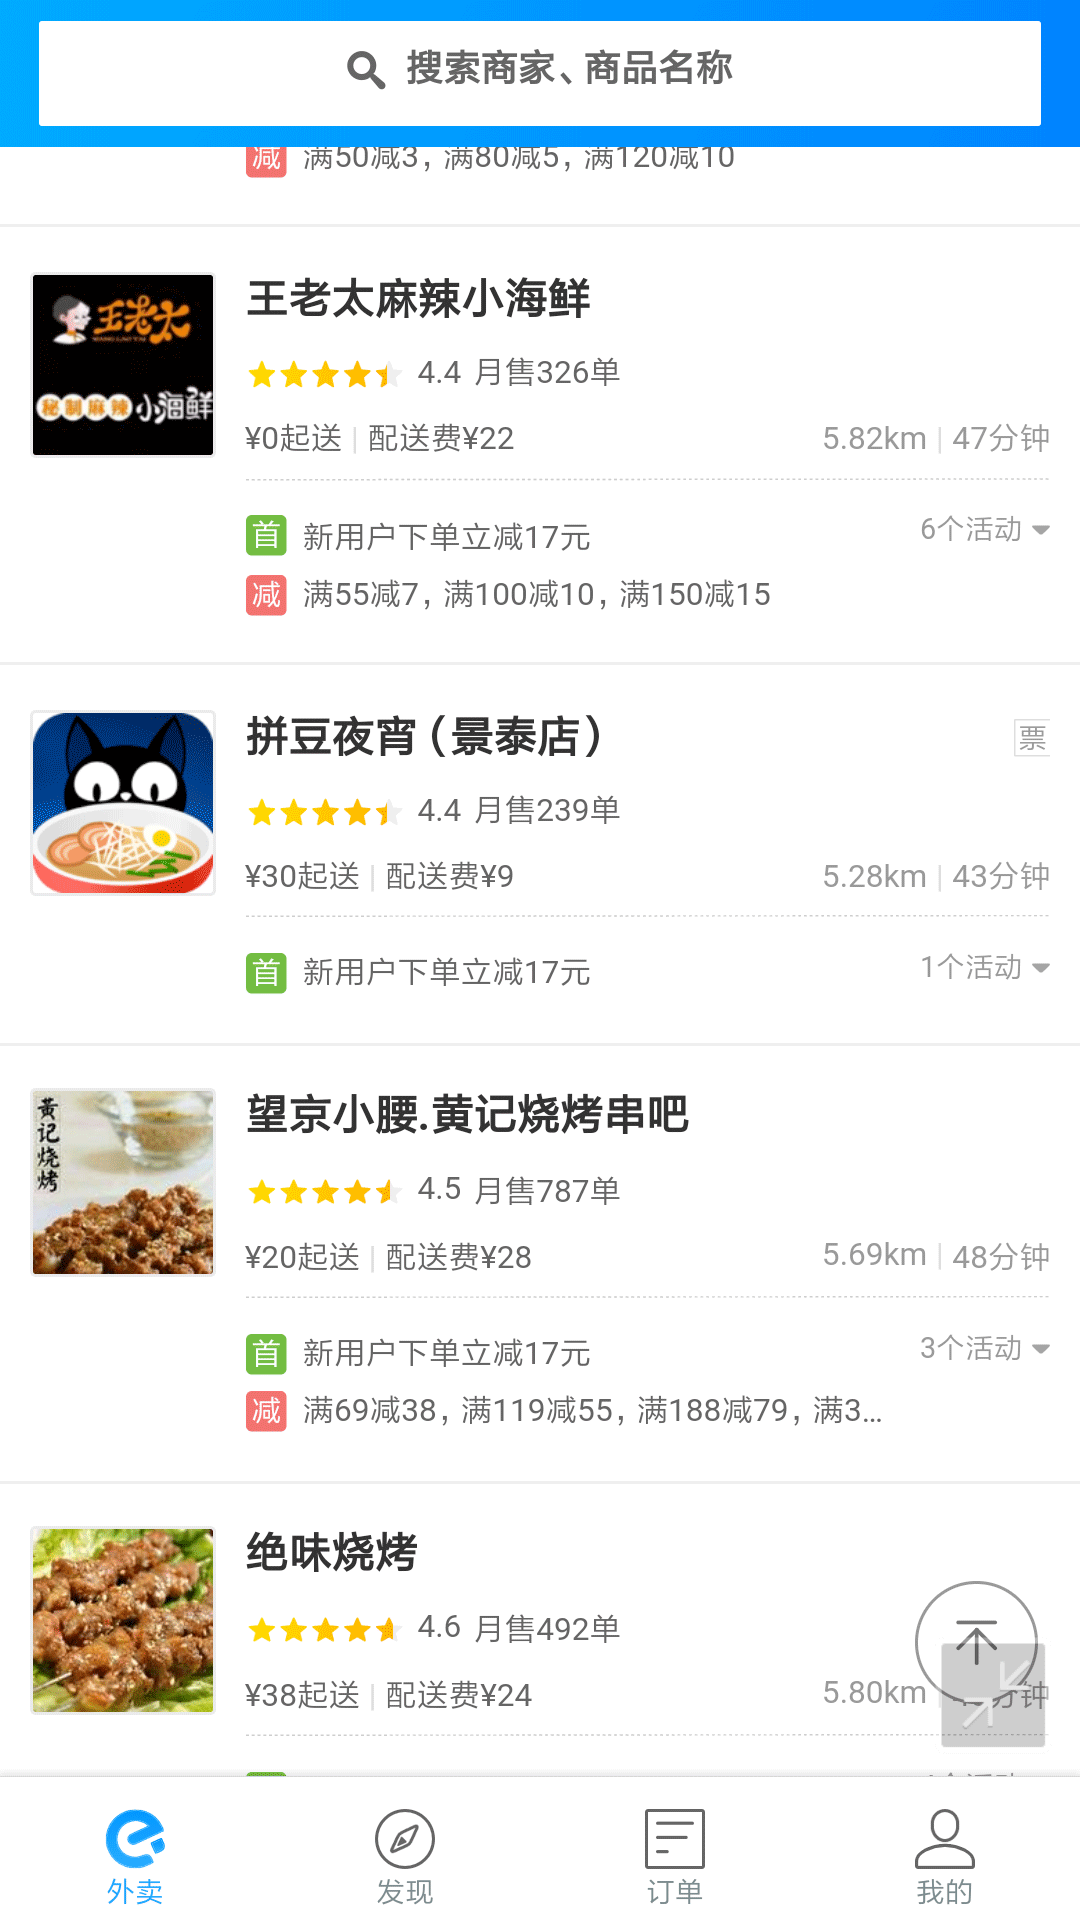 搜索商家、商品名称
减 满50减3，满80减5，满120减10
王老太
秘制麻辣小海鲜
王老太麻辣小海鲜
4.4 月售326单
¥0起送 | 配送费¥22 5.82km | 47分钟
首 新用户下单立减17元 6个活动
减 满55减7，满100减10，满150减15
拼豆夜宵（景泰店） 票
4.4 月售239单
¥30起送 | 配送费¥9 5.28km | 43分钟
首 新用户下单立减17元 1个活动
黄记烧烤
望京小腰.黄记烧烤串吧
4.5 月售787单
¥20起送 | 配送费¥28 5.69km | 48分钟
首 新用户下单立减17元 3个活动
减 满69减38，满119减55，满188减79，满3...
绝味烧烤
4.6 月售492单
¥38起送 | 配送费¥24 5.80km 分钟
外卖 发现 订单 我的